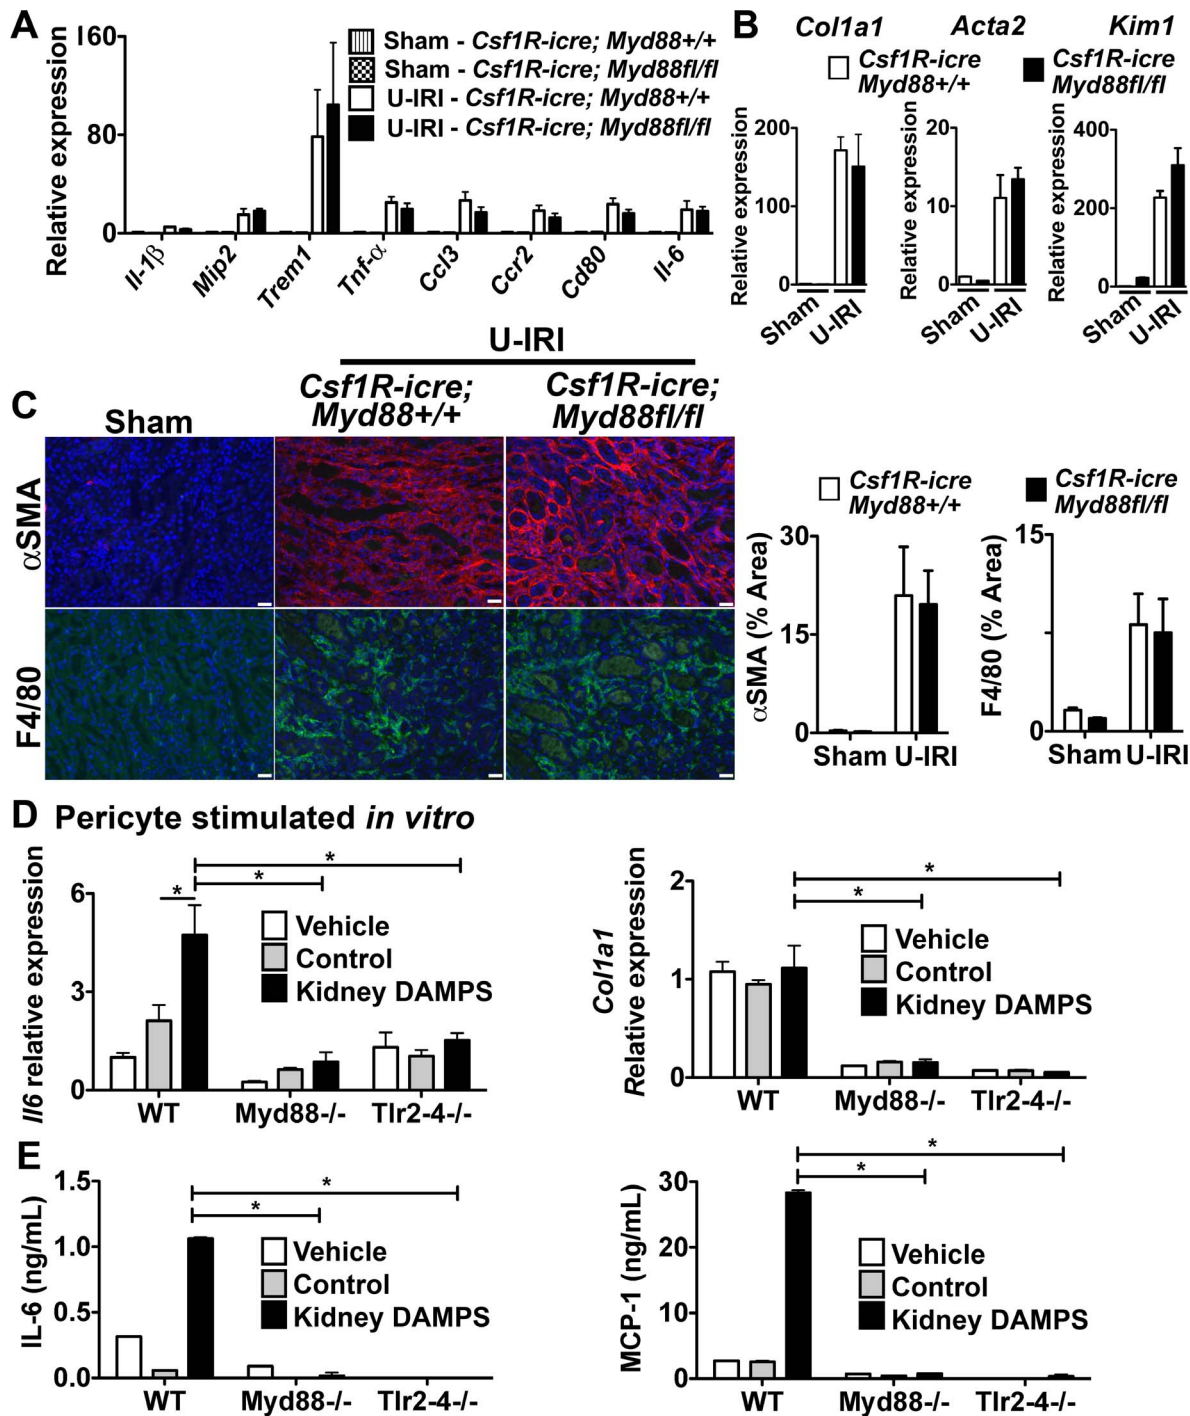 A
Relative expression
160
80
0
Sham - Csf1R-icre; Myd88+/+
Sham - Csf1R-icre; Myd88fl/fl
U-IRI - Csf1R-icre; Myd88+/+
U-IRI - Csf1R-icre; Myd88fl/fl
Il-1β
Mip2
Trem1
Tnf-α
Ccl3
Ccr2
Cd80
Il-6
B
Col1a1
Acta2
Kim1
Csf1R-icre
Myd88+/+
Csf1R-icre
Myd88fl/fl
Relative expression
200
100
0
Sham
U-IRI
Relative expression
20
10
0
Sham
U-IRI
Relative expression
400
200
0
Sham
U-IRI
C
U-IRI
Sham
Csf1R-icre;
Myd88+/+
Csf1R-icre;
Myd88fl/fl
αSMA
F4/80
Csf1R-icre
Myd88+/+
Csf1R-icre
Myd88fl/fl
αSMA (% Area)
30
15
0
Sham
U-IRI
F4/80 (% Area)
15
0
Sham
U-IRI
D Pericyte stimulated in vitro
Il6 relative expression
6
3
0
*
*
*
Vehicle
Control
Kidney DAMPS
WT
Myd88-/-
Tlr2-4-/-
Col1a1
Relative expression
2
1
0
*
*
Vehicle
Control
Kidney DAMPS
WT
Myd88-/-
Tlr2-4-/-
E
IL-6 (ng/mL)
1.5
1.0
0.5
0.0
*
*
Vehicle
Control
Kidney DAMPS
WT
Myd88-/-
Tlr2-4-/-
MCP-1 (ng/mL)
30
20
10
0
*
*
Vehicle
Control
Kidney DAMPS
WT
Myd88-/-
Tlr2-4-/-